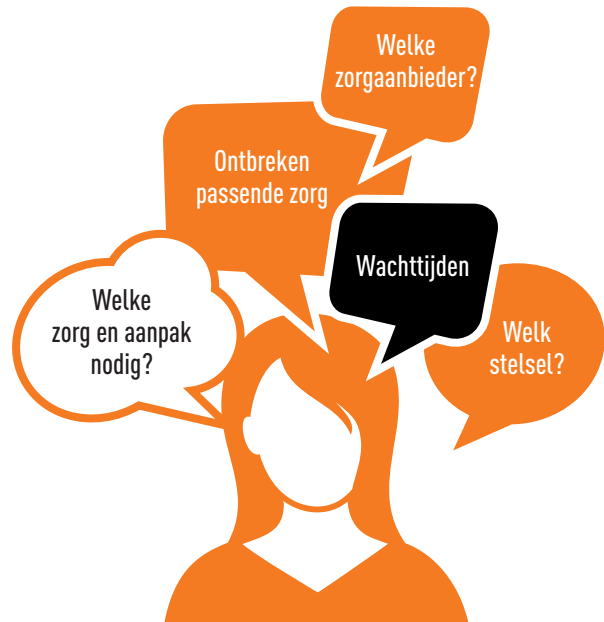 Welke
zorgaanbieder?
Ontbreken
passende zorg
Wachttijden
Welke
zorg en aanpak
nodig?
Welk
stelsel?